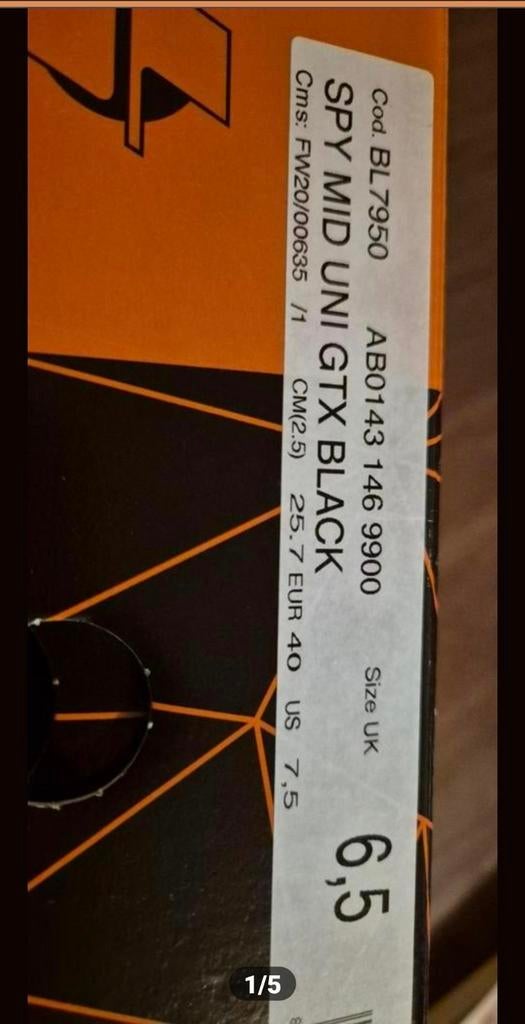 Cod. BL7950 AB0143 146 9900 Size UK
SPY MID UNI GTX BLACK 6,5
Cms: FW20/00635 /1 CM(2.5) 25.7 EUR 40 US 7,5
1/5